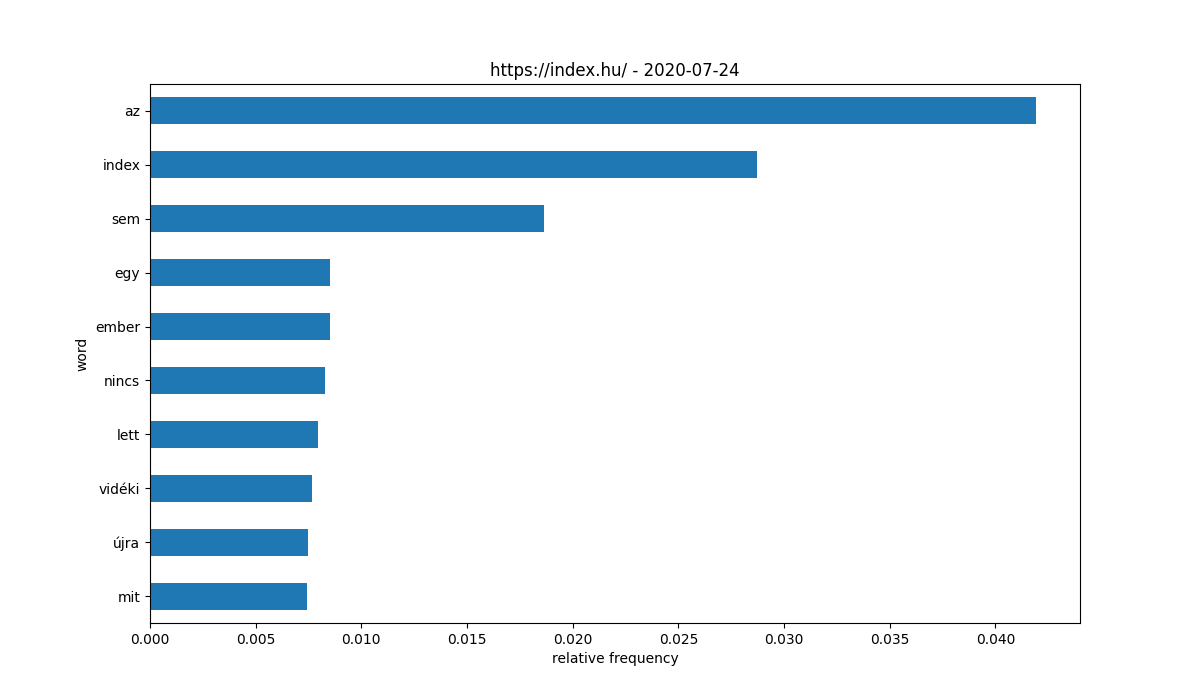 https://index.hu/ - 2020-07-24
az
index
sem
egy
ember
nincs
lett
vidéki
újra
mit
word
0.000 0.005 0.010 0.015 0.020 0.025 0.030 0.035 0.040
relative frequency